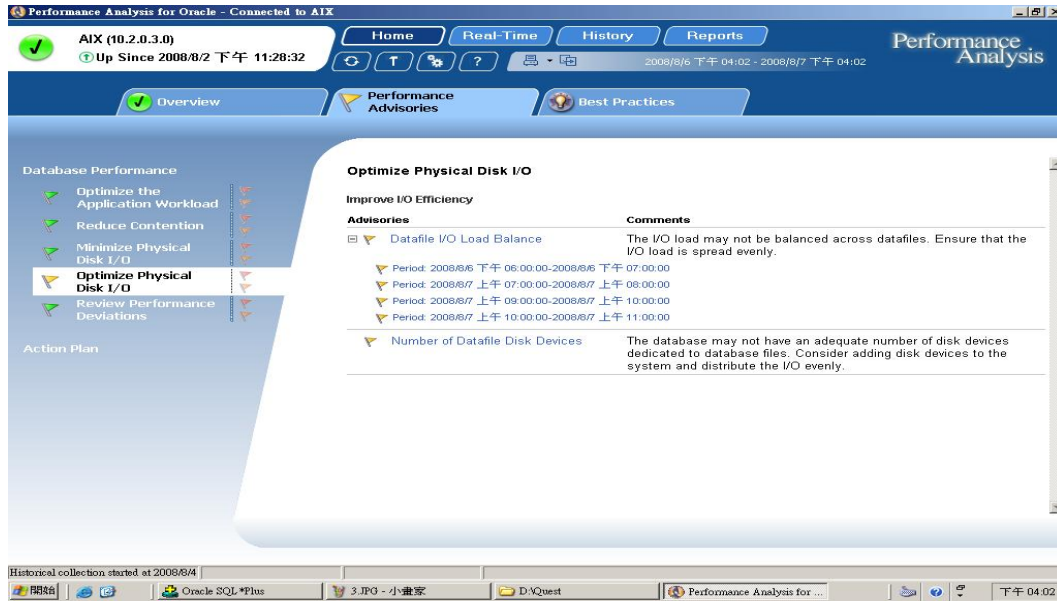 Performance Analysis for Oracle - Connected to AIX
AIX (10.2.0.3.0)
Up Since 2008/8/2 下午 11:28:32
Home
Real-Time
History
Reports
T
?
2008/8/6 下午 04:02 - 2008/8/7 下午 04:02
Performance
Analysis
Overview
Performance
Advisories
Best Practices
Database Performance
Optimize the
Application Workload
Reduce Contention
Minimize Physical
Disk I/O
Optimize Physical
Disk I/O
Review Performance
Deviations
Action Plan
Optimize Physical Disk I/O
Improve I/O Efficiency
Advisories
Comments
Datafile I/O Load Balance
The I/O load may not be balanced across datafiles. Ensure that the
I/O load is spread evenly.
Period: 2008/8/6 下午 06:00:00-2008/8/6 下午 07:00:00
Period: 2008/8/7 上午 07:00:00-2008/8/7 上午 08:00:00
Period: 2008/8/7 上午 09:00:00-2008/8/7 上午 10:00:00
Period: 2008/8/7 上午 10:00:00-2008/8/7 上午 11:00:00
Number of Datafile Disk Devices
The database may not have an adequate number of disk devices
dedicated to database files. Consider adding disk devices to the
system and distribute the I/O evenly.
Historical collection started at 2008/8/4
開始
Oracle SQL*Plus
3.JPG - 小畫家
D:\Quest
Performance Analysis for ...
下午 04:02